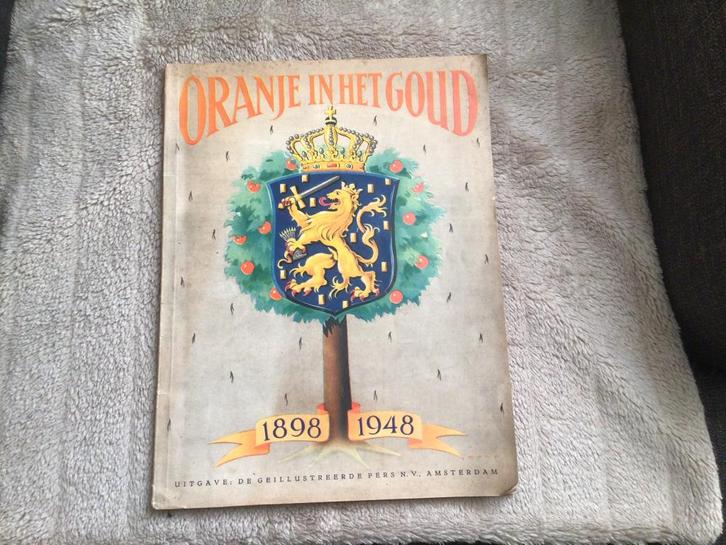 ORANJE IN HET GOUD
1898 1948
UITGAVE: DE GEILLUSTREERDE PERS N.V., AMSTERDAM